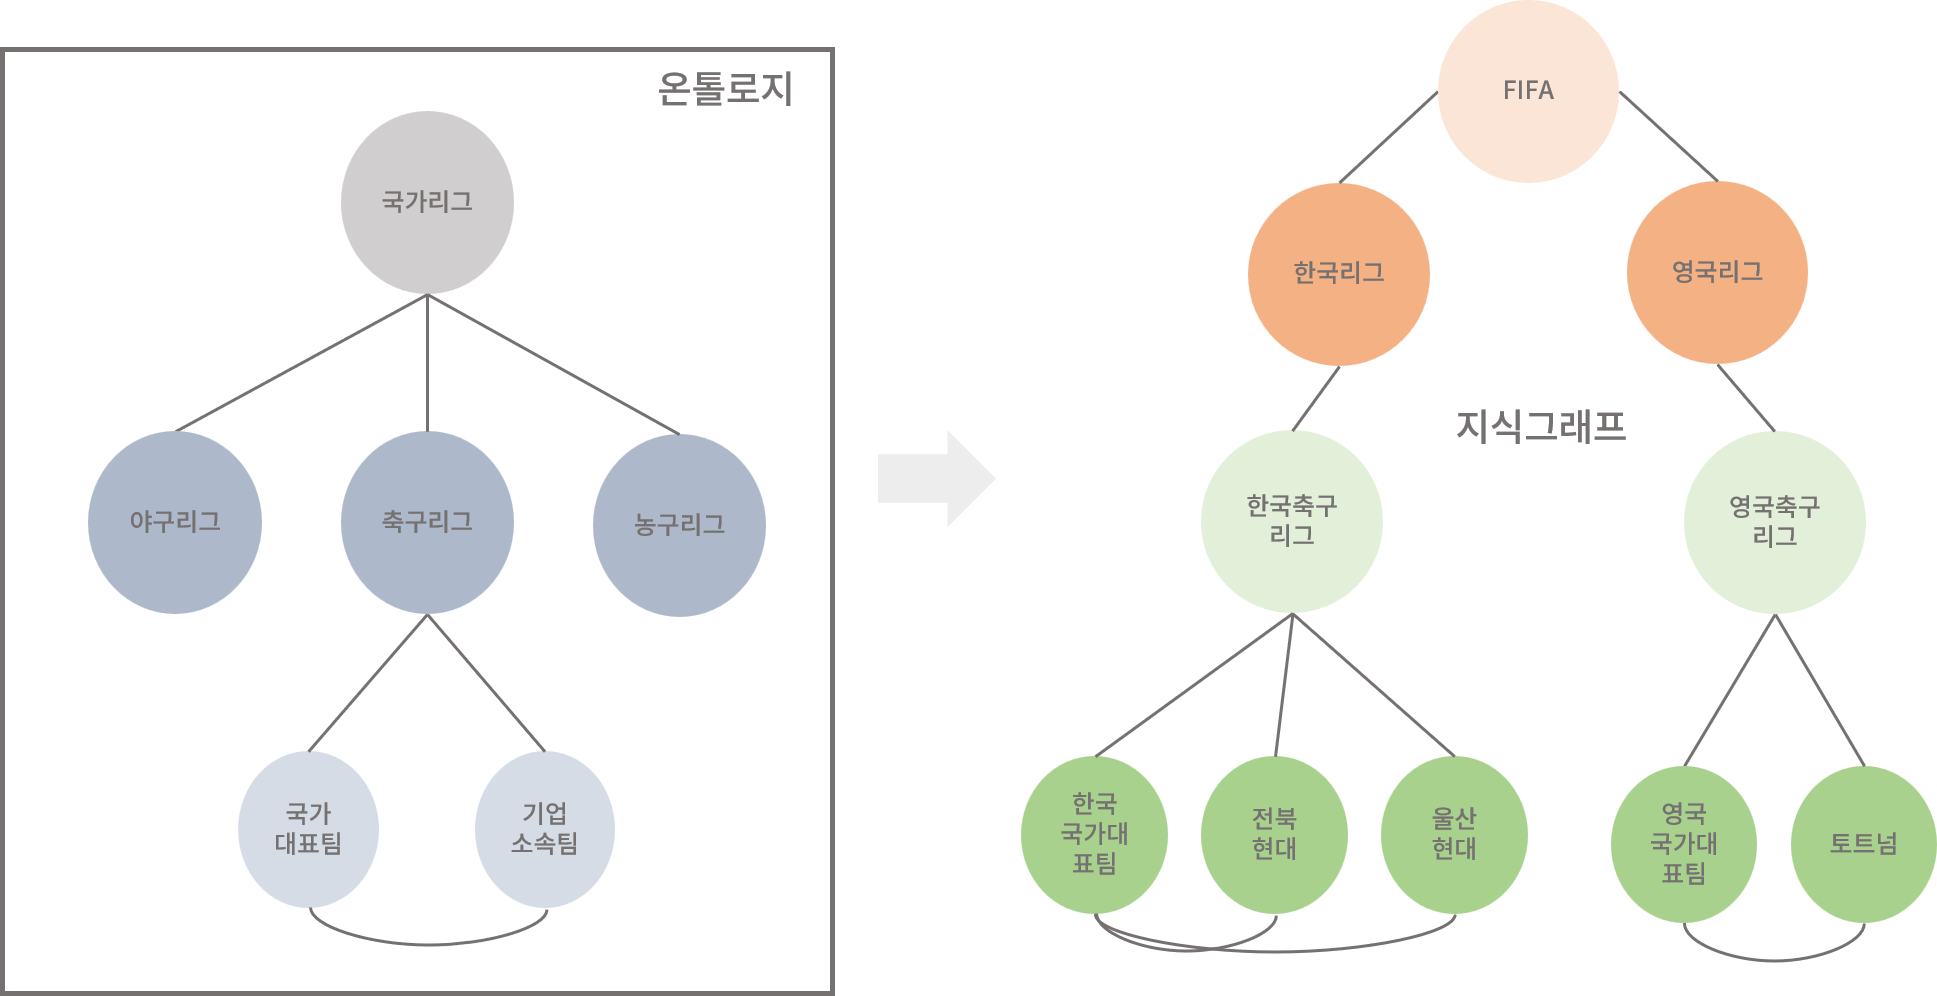 온톨로지
국가리그
야구리그
축구리그
농구리그
국가
대표팀
기업
소속팀
FIFA
한국리그
영국리그
지식그래프
한국축구
리그
영국축구
리그
한국
국가대
표팀
전북
현대
울산
현대
영국
국가대
표팀
토트넘